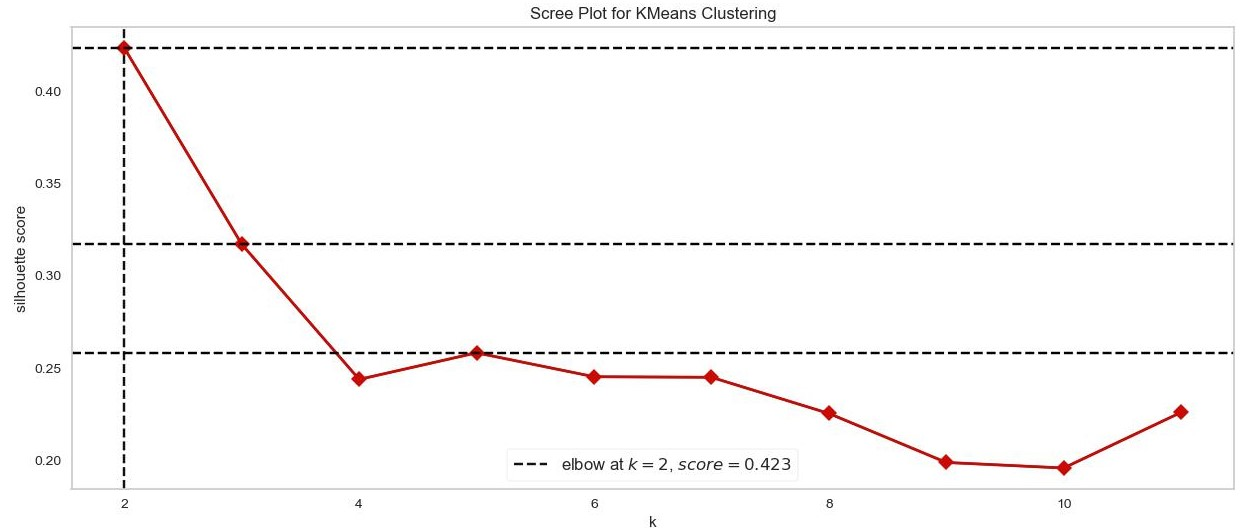 Scree Plot for KMeans Clustering
silhouette score
0.40
0.35
0.30
0.25
0.20
elbow at k = 2, score = 0.423
2
4
6
8
10
k